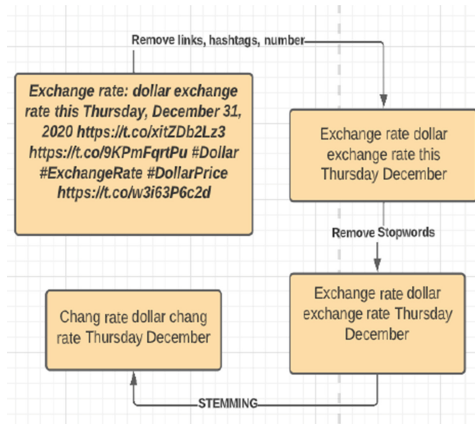 Remove links, hashtags, number
Exchange rate: dollar exchange
rate this Thursday, December 31,
2020 https://t.co/xitZDb2Lz3
https://t.co/9KPmFqrtPu #Dollar
#ExchangeRate #DollarPrice
https://t.co/w3i63P6c2d
Exchange rate dollar
exchange rate this
Thursday December
Remove Stopwords
Exchange rate dollar
exchange rate Thursday
December
STEMMING
Chang rate dollar chang
rate Thursday December